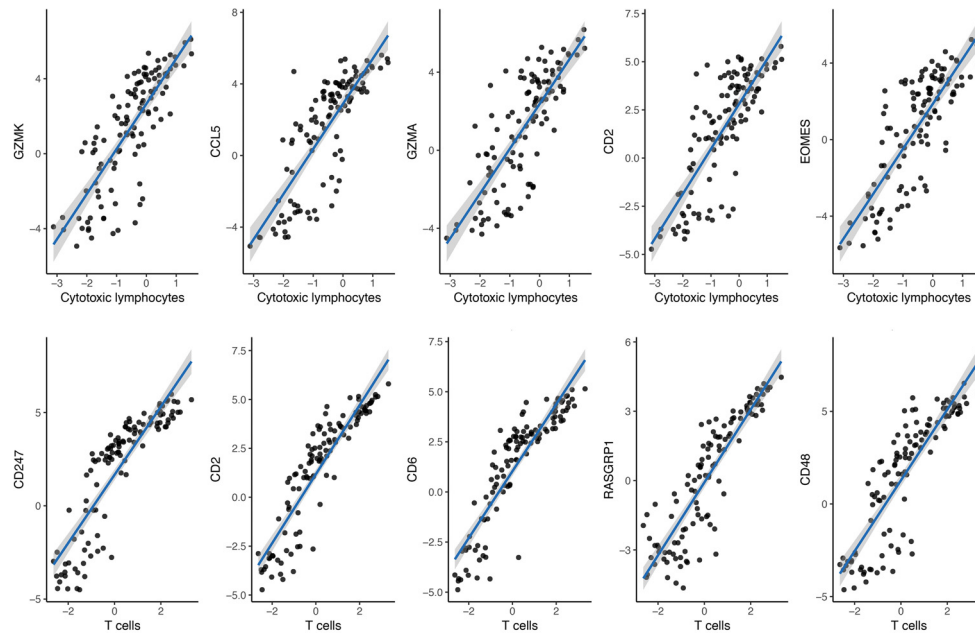 GZMK
4
0
−4
−3 −2 −1 0 1
Cytotoxic lymphocytes
CCL5
8
4
0
−4
−3 −2 −1 0 1
Cytotoxic lymphocytes
GZMA
4
0
−4
−3 −2 −1 0 1
Cytotoxic lymphocytes
CD2
7.5
5.0
2.5
0.0
−2.5
−5.0
−3 −2 −1 0 1
Cytotoxic lymphocytes
EOMES
4
0
−4
−3 −2 −1 0 1
Cytotoxic lymphocytes
CD247
5
0
−5
−2 0 2
T cells
CD2
7.5
5.0
2.5
0.0
−2.5
−5.0
−2 0 2
T cells
CD6
7.5
5.0
2.5
0.0
−2.5
−5.0
−2 0 2
T cells
RASGRP1
6
3
0
−3
−2 0 2
T cells
CD48
5
0
−5
−2 0 2
T cells